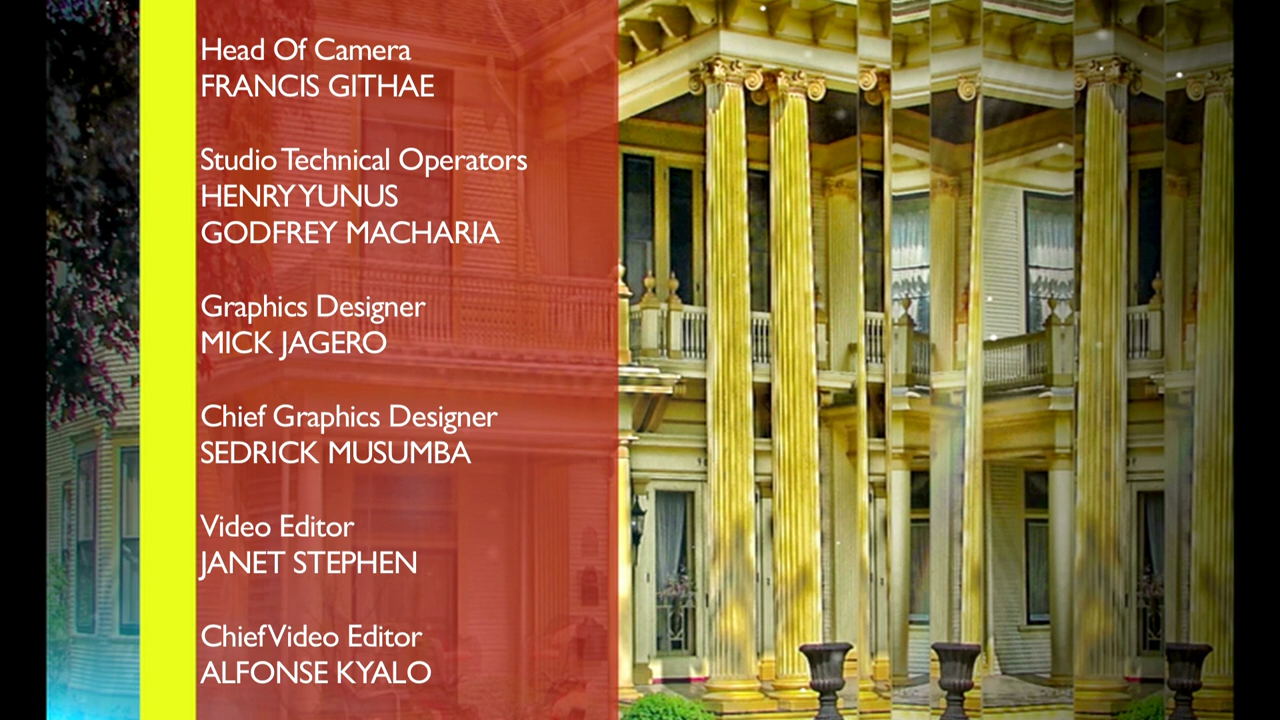 Head Of Camera
FRANCIS GITHAE
Studio Technical Operators
HENRY YUNUS
GODFREY MACHARIA
Graphics Designer
MICK JAGERO
Chief Graphics Designer
SEDRICK MUSUMBA
Video Editor
JANET STEPHEN
Chief Video Editor
ALFONSE KYALO